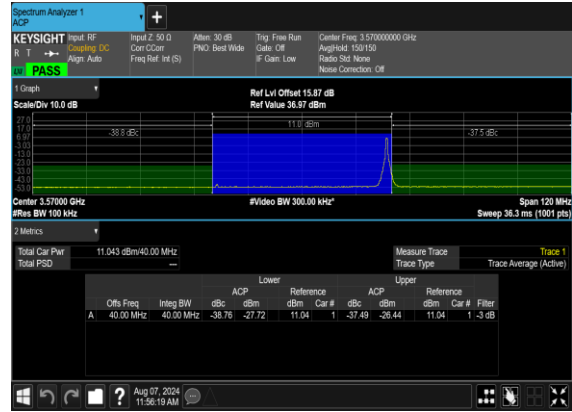 Spectrum Analyzer 1
ACP
+
KEYSIGHT Input: RF Input Z: 50 Ω Atten: 30 dB Trig: Free Run Center Freq: 3.570000000 GHz
R T Coupling: DC Corr CCorr PNO: Best Wide Gate: Off Avg|Hold: 150/150
Align: Auto Freq Ref: Int (S) IF Gain: Low Radio Std: None
PASS Noise Correction: Off
1 Graph Ref Lvl Offset 15.87 dB
Scale/Div 10.0 dB Ref Value 36.97 dBm
27.0
17.0 11.0 dBm
6.97 -38.8 dBc -37.5 dBc
-3.03
-13.0
-23.0
-33.0
-43.0
-53.0
Center 3.57000 GHz #Video BW 300.00 kHz* Span 120 MHz
#Res BW 100 kHz Sweep 36.3 ms (1001 pts)
2 Metrics
Total Car Pwr 11.043 dBm/40.00 MHz Measure Trace Trace 1
Total PSD --- Trace Type Trace Average (Active)
Lower Upper
ACP Reference ACP Reference
Offs Freq Integ BW dBc dBm dBm Car # dBc dBm dBm Car # Filter
A 40.00 MHz 40.00 MHz -38.76 -27.72 11.04 1 -37.49 -26.44 11.04 1 -3 dB
? Aug 07, 2024
11:56:19 AM